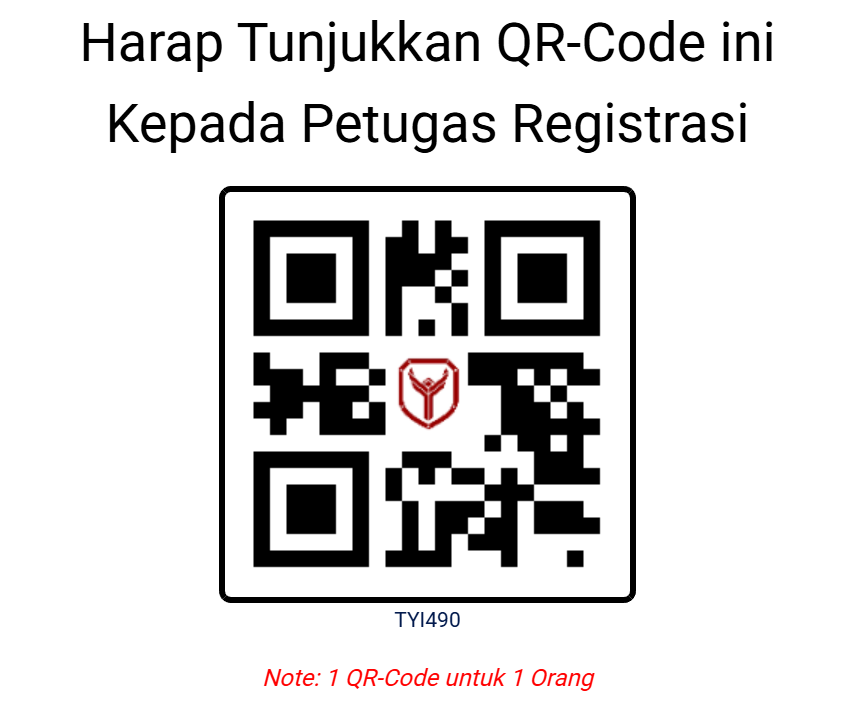 Harap Tunjukkan QR-Code ini
Kepada Petugas Registrasi
TYI490
Note: 1 QR-Code untuk 1 Orang